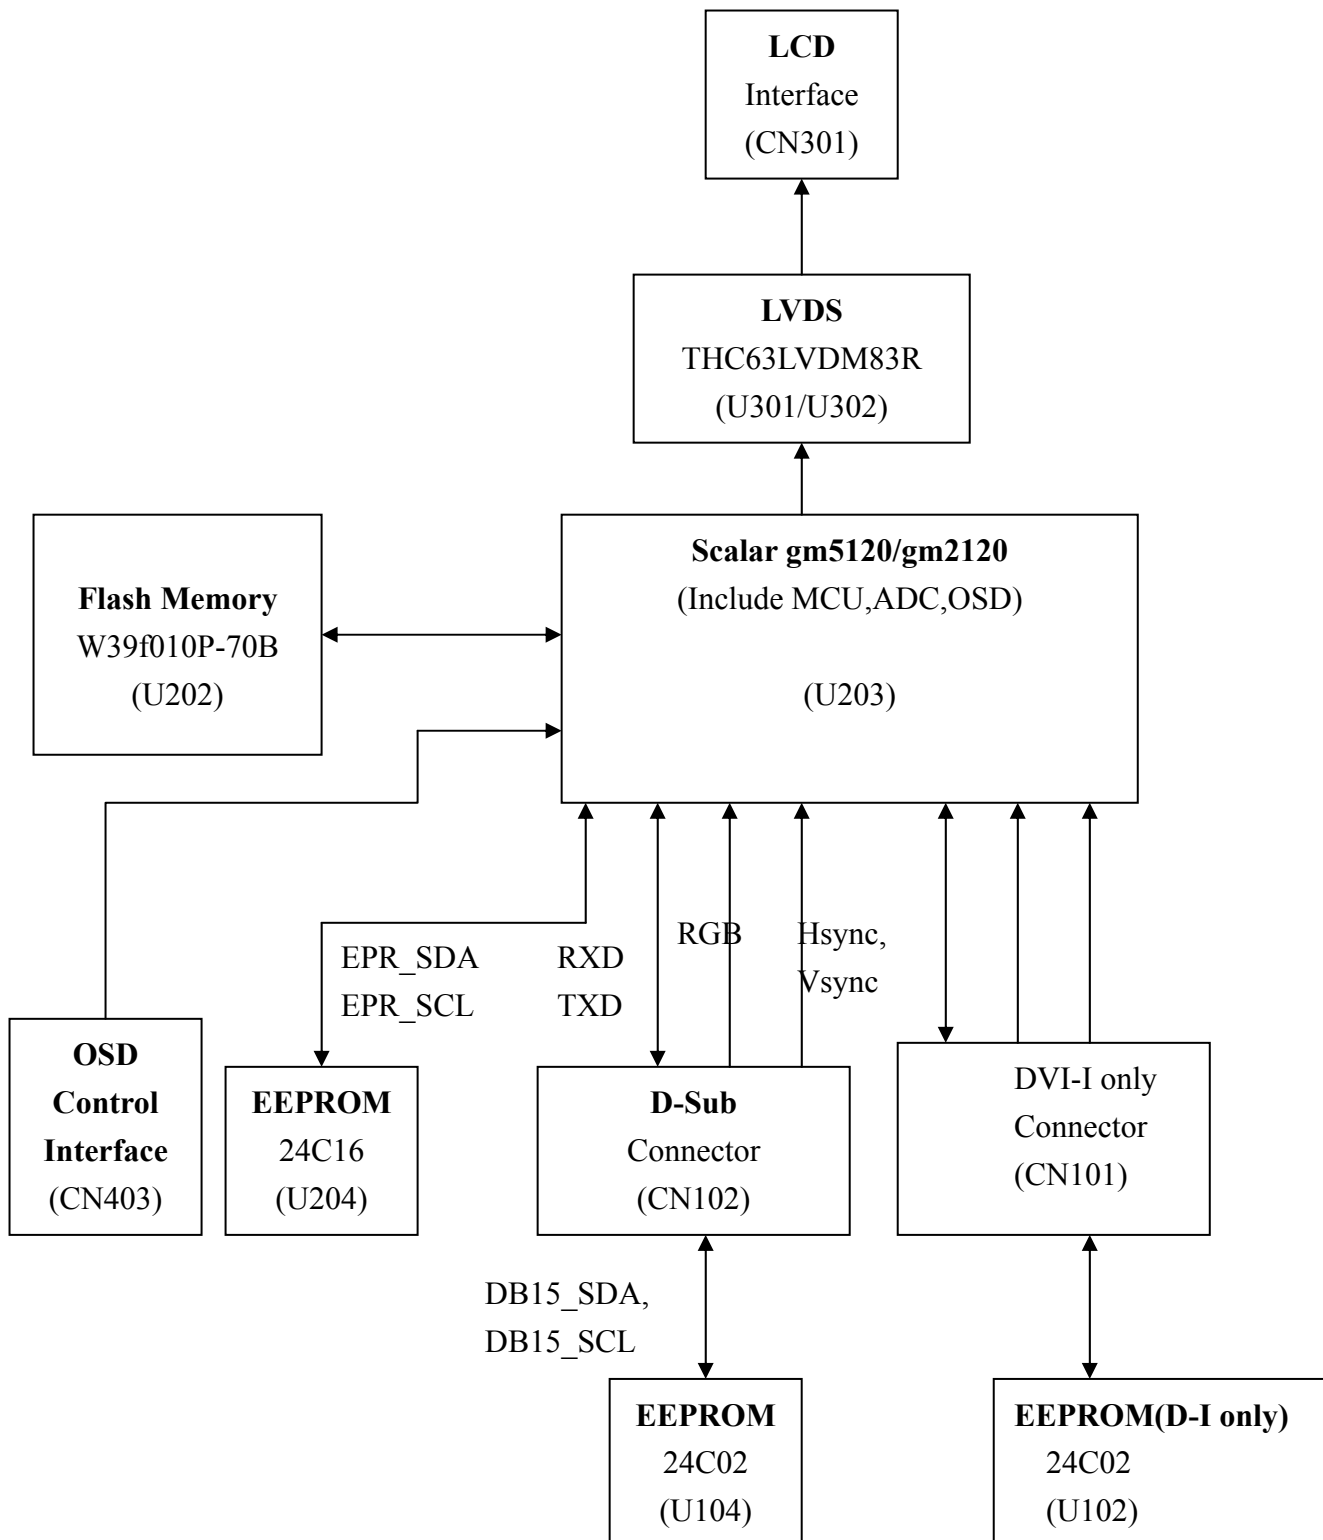 LCD
Interface
(CN301)
LVDS
THC63LVDM83R
(U301/U302)
Scalar gm5120/gm2120
(Include MCU,ADC,OSD)
(U203)
Flash Memory
W39f010P-70B
(U202)
EPR_SDA
EPR_SCL
RXD
TXD
RGB
Hsync,
Vsync
OSD
Control
Interface
(CN403)
EEPROM
24C16
(U204)
D-Sub
Connector
(CN102)
DVI-I only
Connector
(CN101)
DB15_SDA,
DB15_SCL
EEPROM
24C02
(U104)
EEPROM(D-I only)
24C02
(U102)